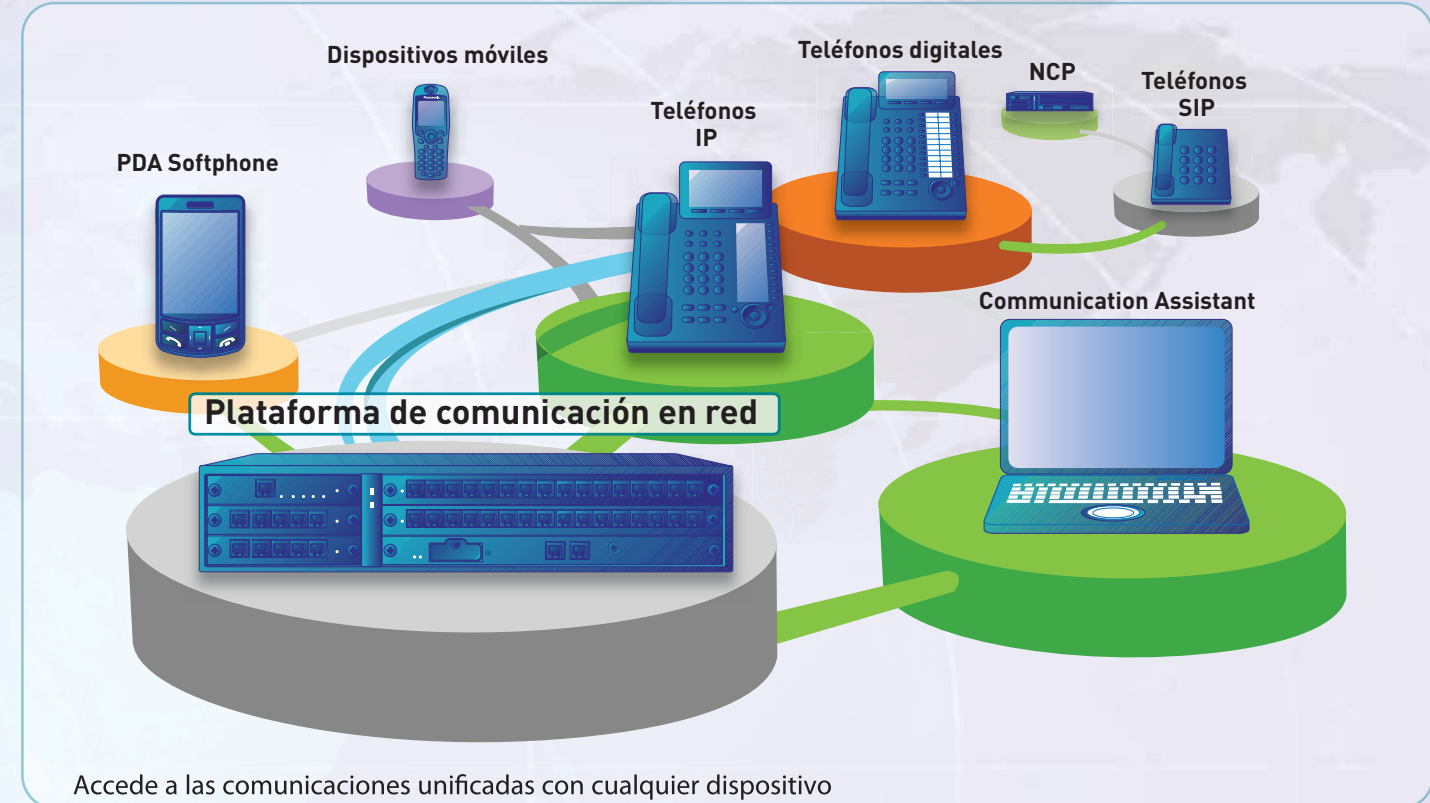 Dispositivos móviles
Teléfonos digitales
NCP
Teléfonos
SIP
Teléfonos
IP
PDA Softphone
Panasonic
Communication Assistant
Plataforma de comunicación en red
Accede a las comunicaciones unificadas con cualquier dispositivo